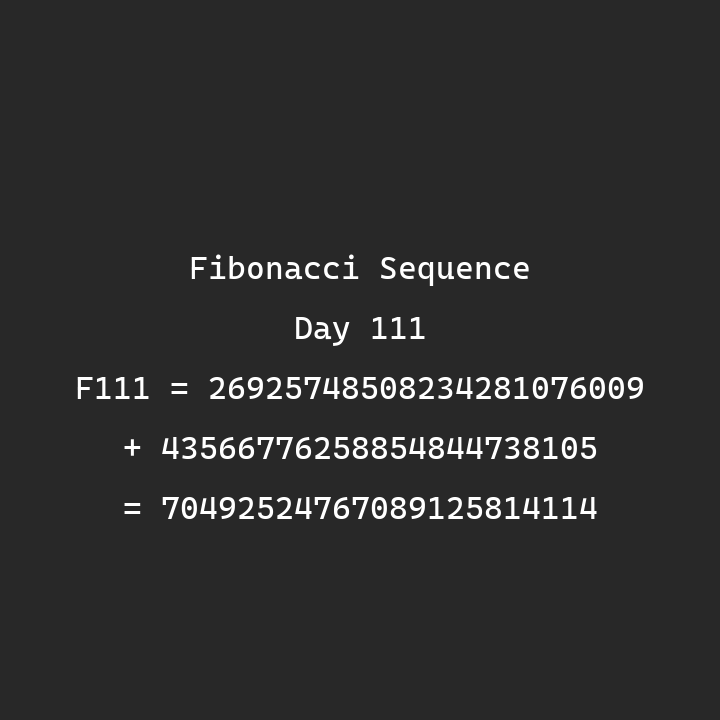 Fibonacci Sequence
Day 111
F111 = 26925748508234281076009
+ 43566776258854844738105
= 70492524767089125814114